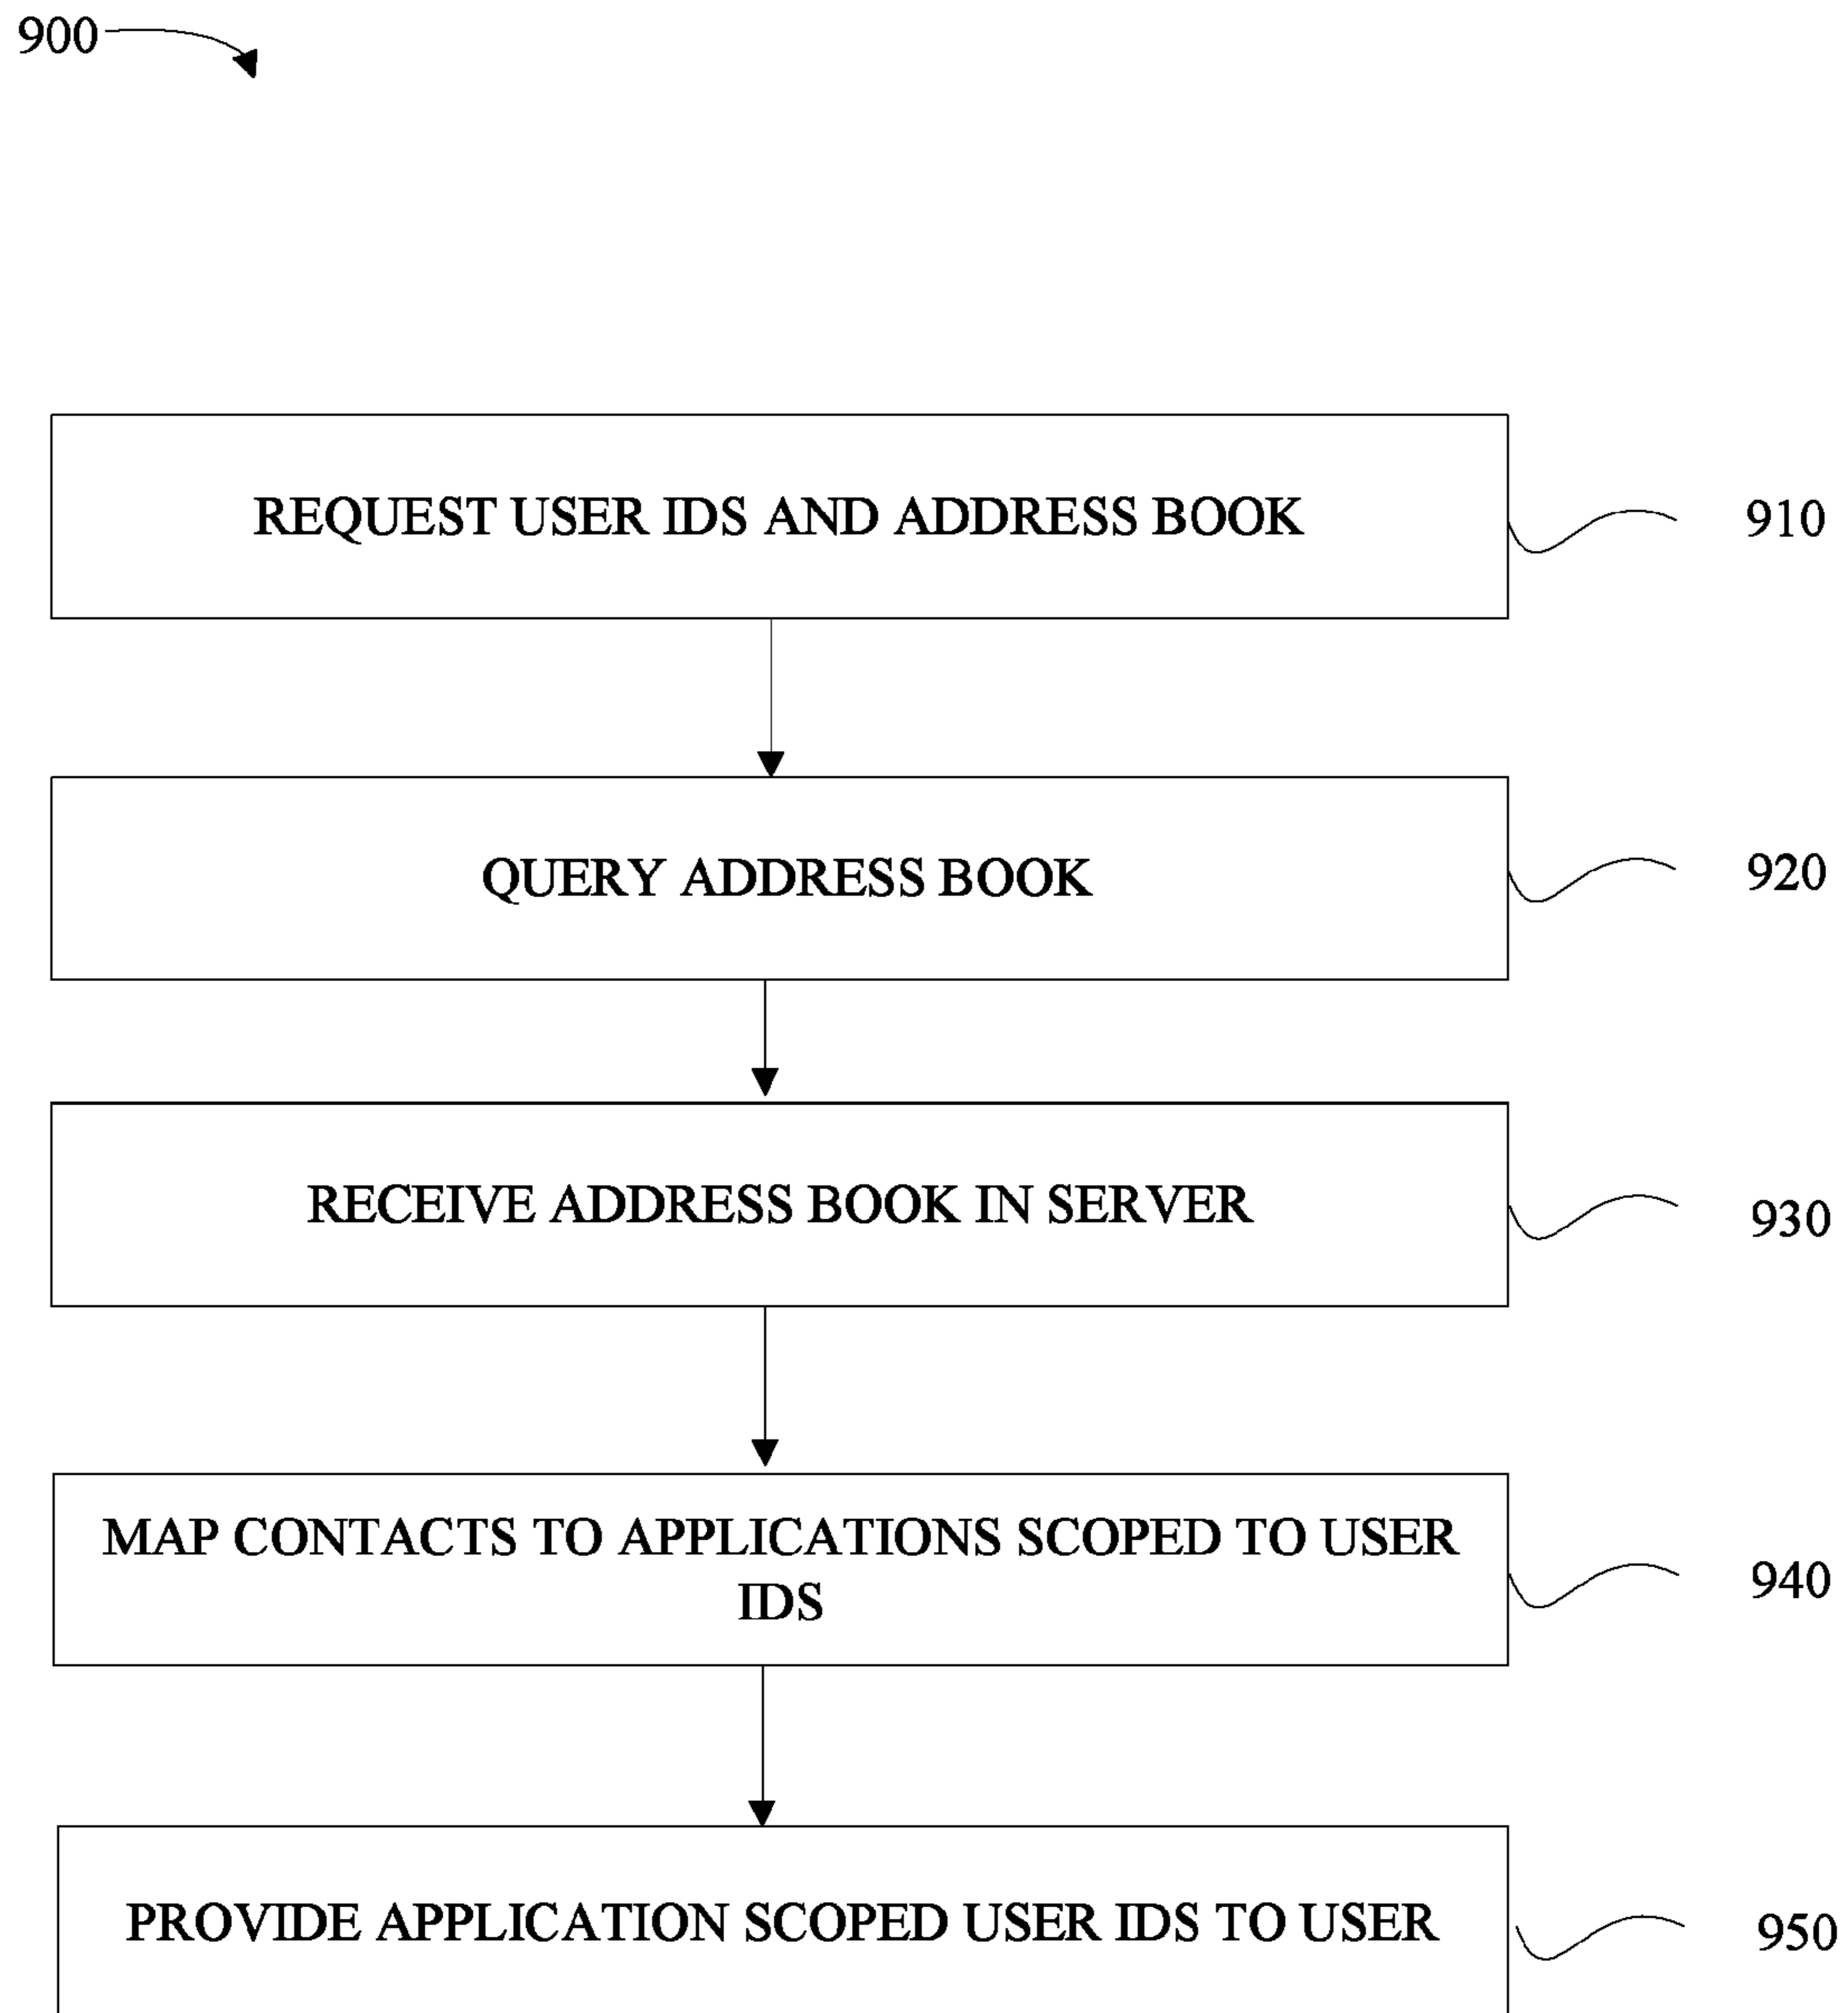 900
REQUEST USER IDS AND ADDRESS BOOK
910
QUERY ADDRESS BOOK
920
RECEIVE ADDRESS BOOK IN SERVER
930
MAP CONTACTS TO APPLICATIONS SCOPED TO USER
IDS
940
PROVIDE APPLICATION SCOPED USER IDS TO USER
950